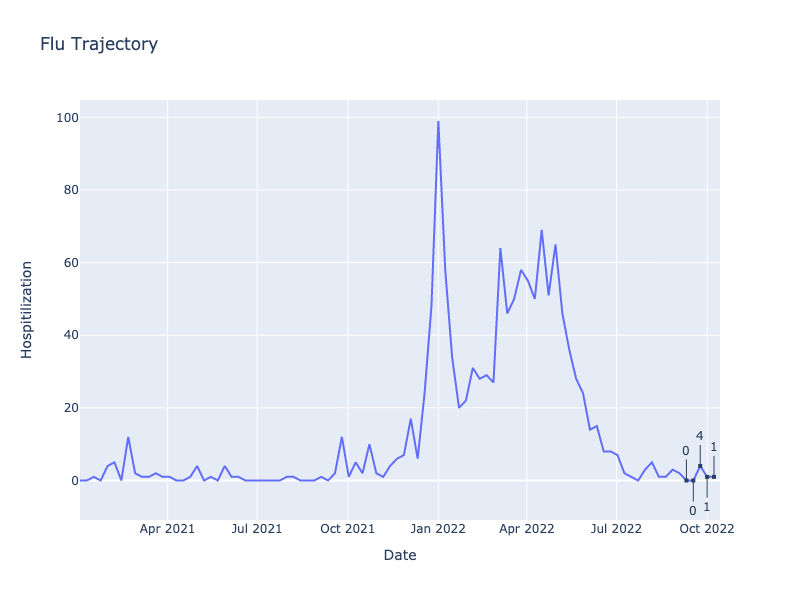 Flu Trajectory
100
80
60
40
20
0
Hospitilization
0
0
4
1
1
Apr 2021
Jul 2021
Oct 2021
Jan 2022
Apr 2022
Jul 2022
Oct 2022
Date